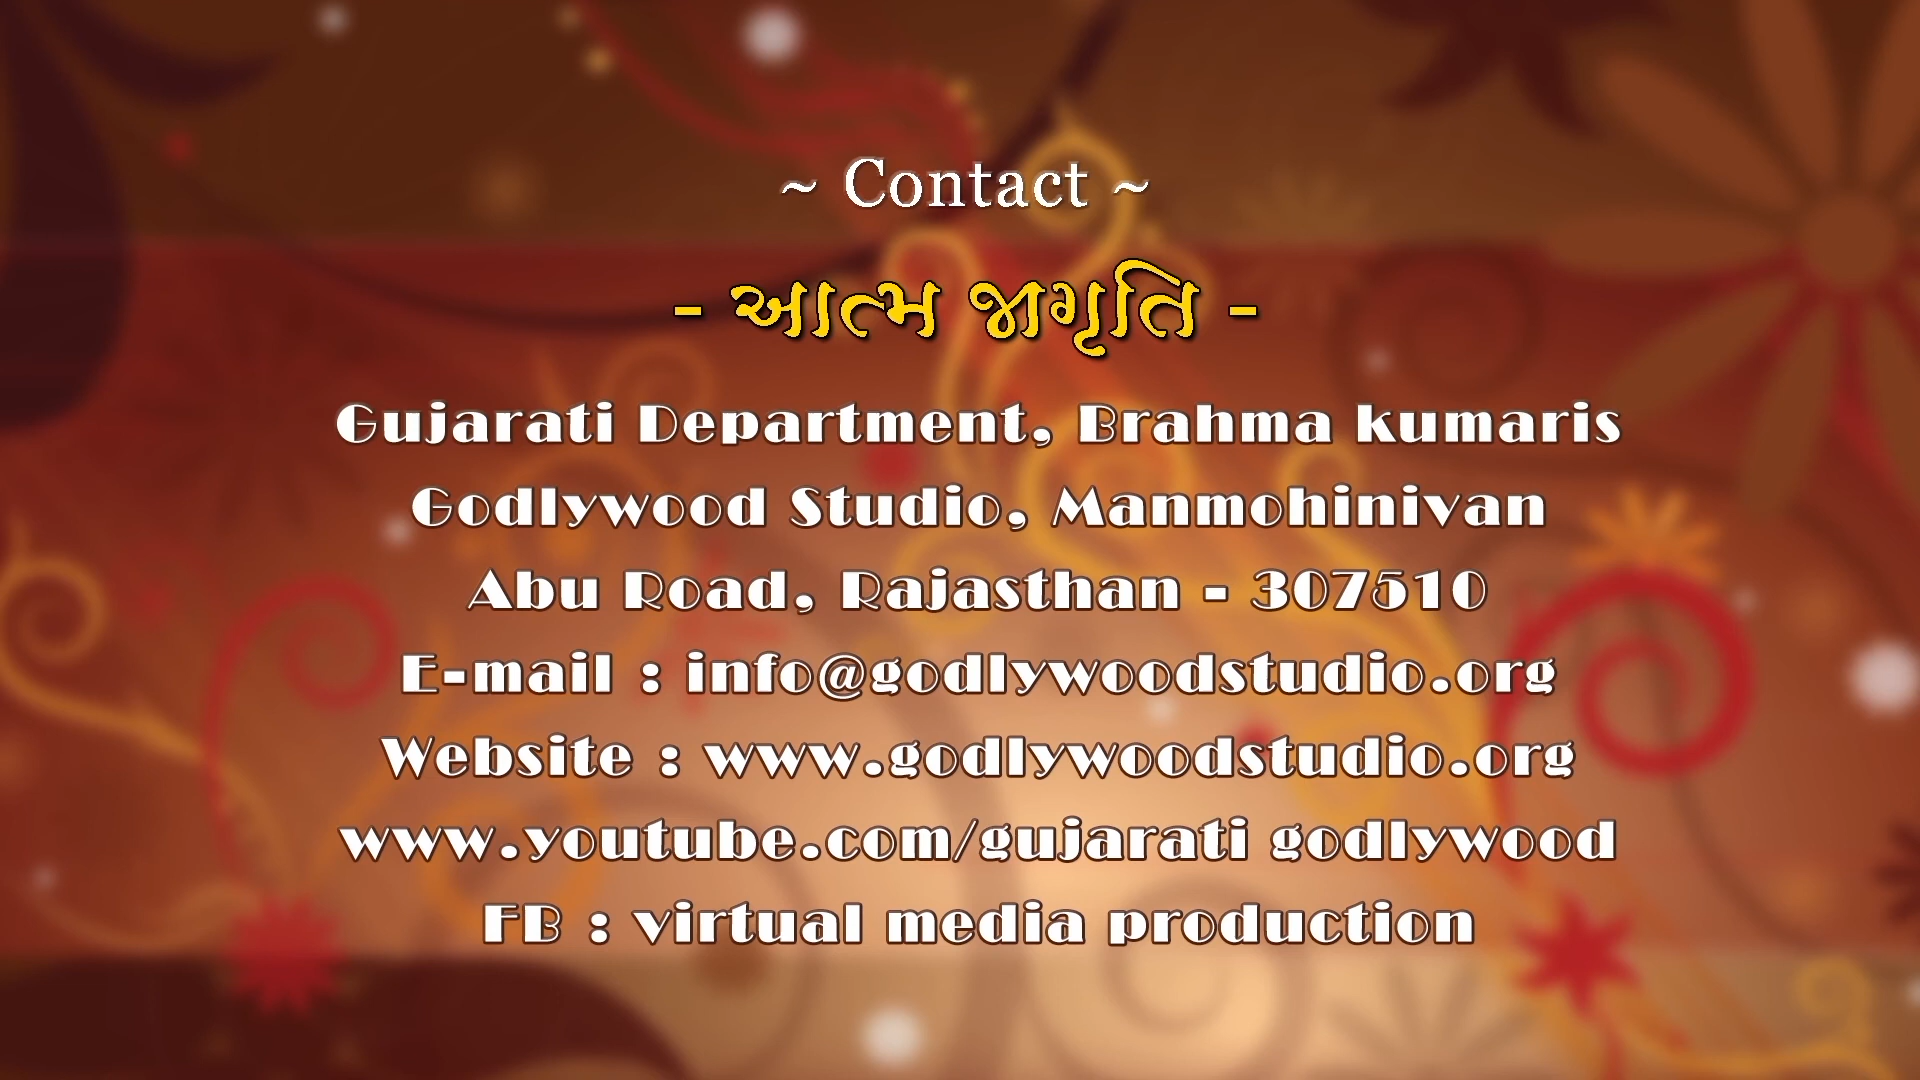 ~ Contact ~
- આત્મ જાગૃતિ -
Gujarati Department, Brahma kumaris
Godlywood Studio, Manmohinivan
Abu Road, Rajasthan - 307510
E-mail : info@godlywoodstudio.org
Website : www.godlywoodstudio.org
www.youtube.com/gujarati godlywood
FB : virtual media production